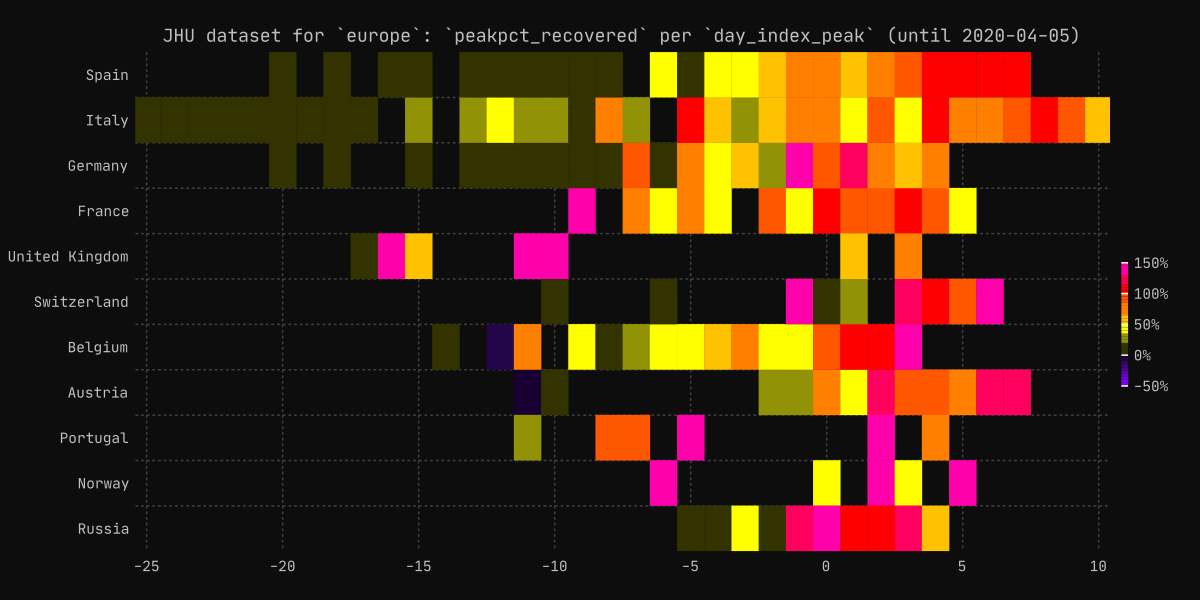 JHU dataset for `europe`: `peakpct_recovered` per `day_index_peak` (until 2020-04-05)
Spain
Italy
Germany
France
United Kingdom
Switzerland
Belgium
Austria
Portugal
Norway
Russia
150%
100%
50%
0%
−50%
−25 −20 −15 −10 −5 0 5 10